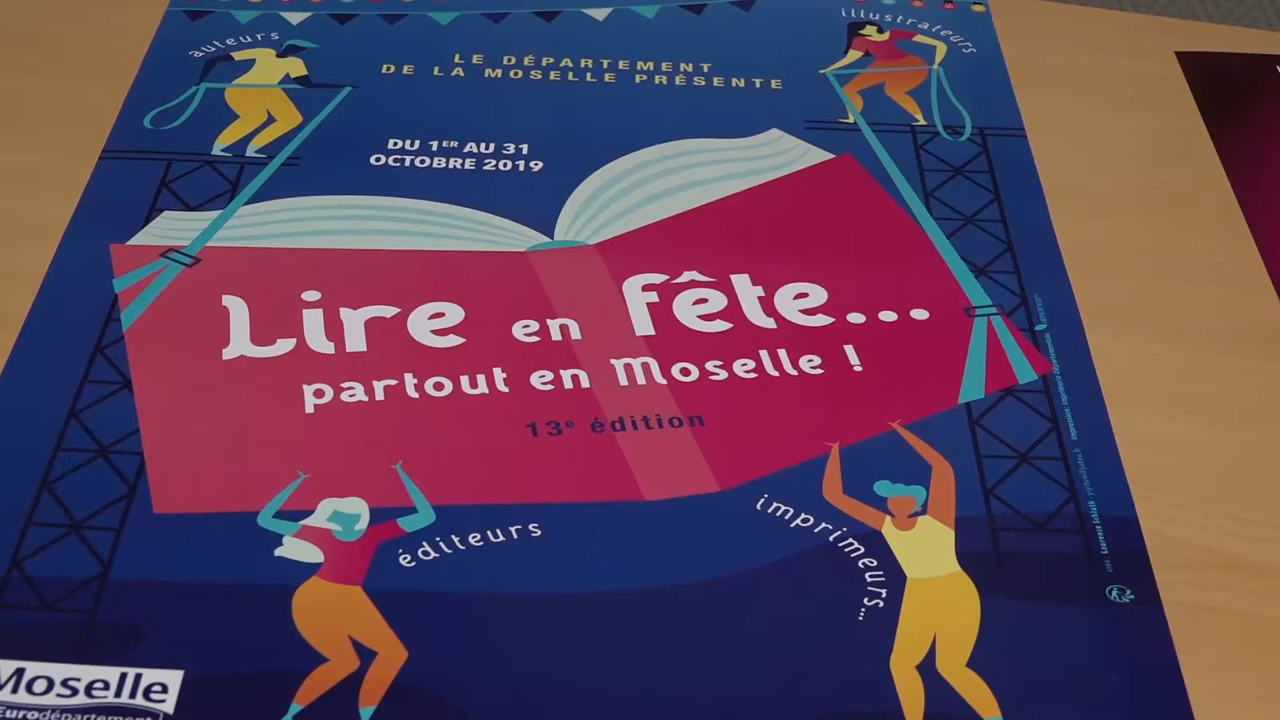 auteurs
illustrateurs
LE DÉPARTEMENT
DE LA MOSELLE PRÉSENTE
DU 1ER AU 31
OCTOBRE 2019
Lire en fête...
partout en Moselle !
13e édition
éditeurs
imprimeurs...
Moselle
Eurodépartement